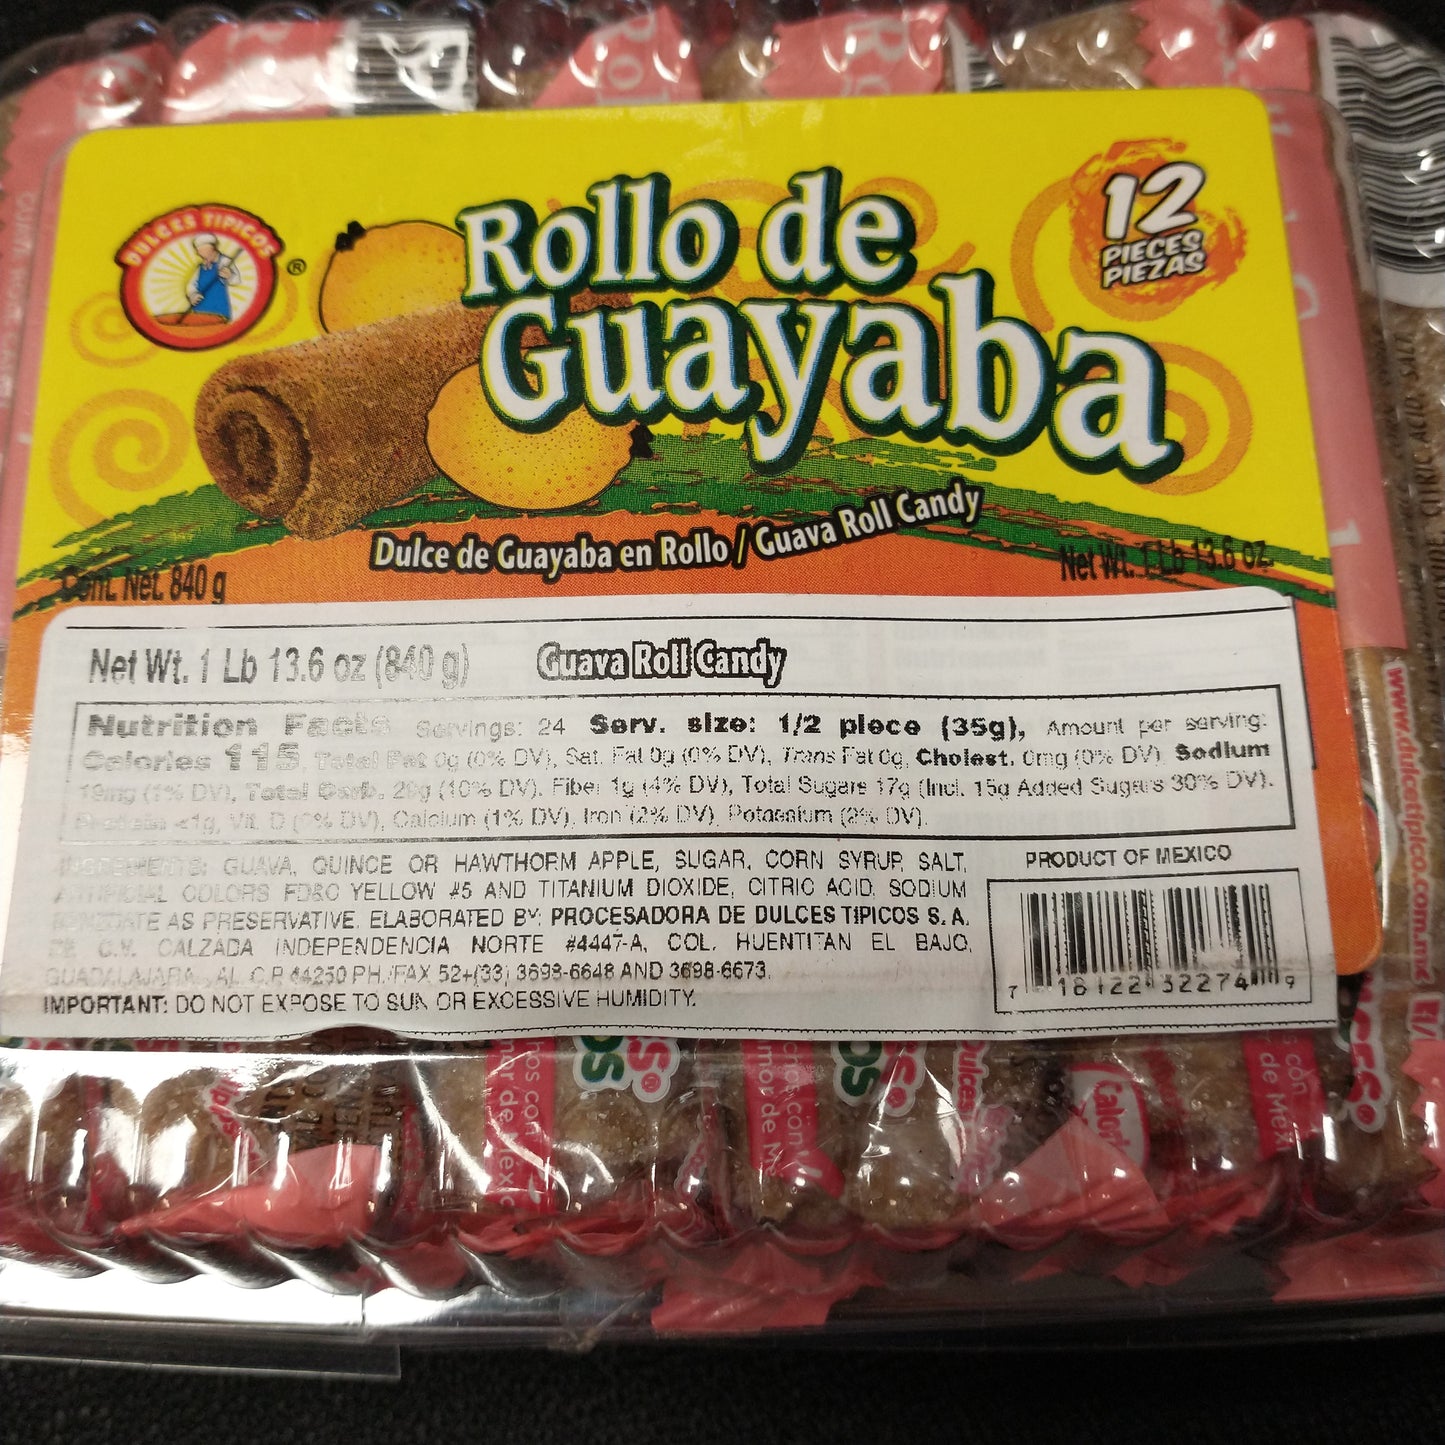 DULCES TIPICOS
®
Rollo de
Guayaba
12
PIECES
PIEZAS
Dulce de Guayaba en Rollo / Guava Roll Candy
Cont. Net. 840 g
Net Wt. 1 Lb 13.6 oz
Net Wt. 1 Lb 13.6 oz (840 g) Guava Roll Candy
Nutrition Facts Servings: 24 Serv. size: 1/2 piece (35g), Amount per serving:
Calories 115, Total Fat 0g (0% DV), Sat. Fat 0g (0% DV), Trans Fat 0g, Cholest. 0mg (0% DV), Sodium
19mg (1% DV), Total Carb. 29g (10% DV), Fiber 1g (4% DV), Total Sugars 17g (Incl. 15g Added Sugars 30% DV),
Protein <1g, Vit. D (0% DV), Calcium (1% DV), Iron (2% DV), Potassium (2% DV).
INGREDIENTS: GUAVA, QUINCE OR HAWTHORM APPLE, SUGAR, CORN SYRUP, SALT,
ARTIFICIAL COLORS FD&C YELLOW #5 AND TITANIUM DIOXIDE, CITRIC ACID, SODIUM
BENZOATE AS PRESERVATIVE. ELABORATED BY: PROCESADORA DE DULCES TIPICOS S. A.
DE C.V. CALZADA INDEPENDENCIA NORTE #4447-A, COL. HUENTITAN EL BAJO,
GUADALAJARA, JAL. C.P. 44250 PH./FAX 52+(33) 3698-6648 AND 3698-6673.
IMPORTANT: DO NOT EXPOSE TO SUN OR EXCESSIVE HUMIDITY.
PRODUCT OF MEXICO
7 18122 32274 9
www.dulcetipico.com.mx